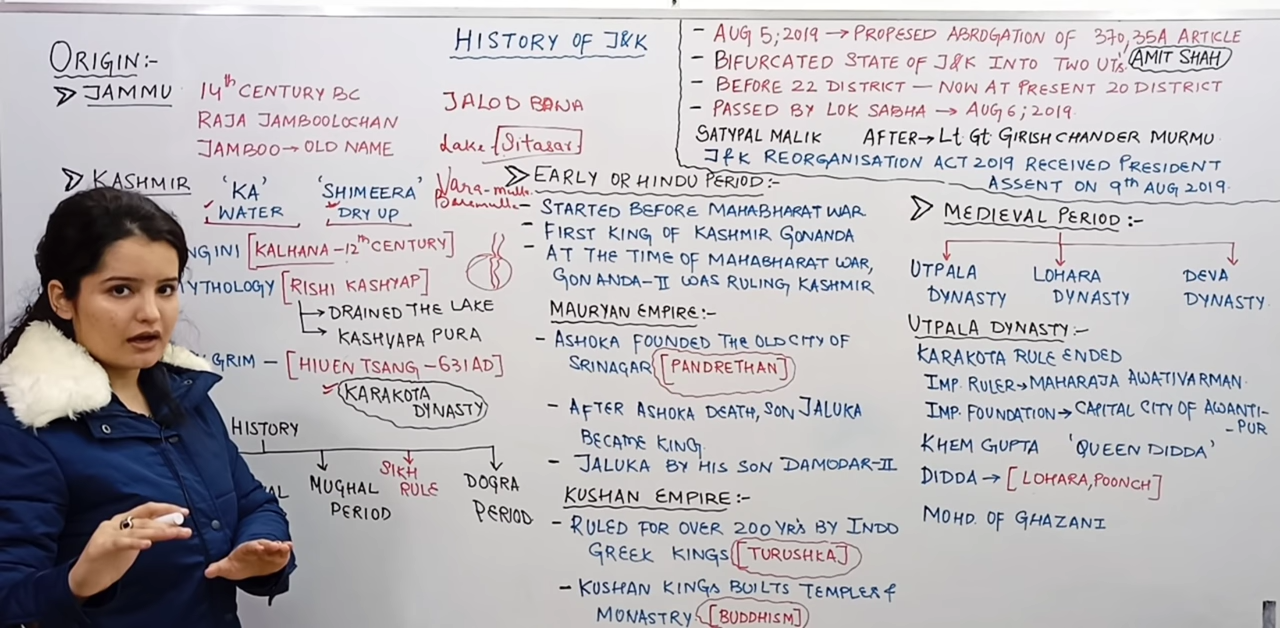 HISTORY OF J&K
ORIGIN:-
➤ JAMMU
14th CENTURY BC
RAJA JAMBOOLOCHAN
JAMBOO → OLD NAME
JALOD BANA
Lake [Sitasar]
➤ KASHMIR
'KA' 'SHIMEERA'
WATER DRY UP
Vara-mulla
Baramulla
NGINI [KALHANA - 12th CENTURY]
YTHOLOGY [RISHI KASHYAP]
→ DRAINED THE LAKE
→ KASHYAPA PURA
GRIM — [HIUEN TSANG - 631AD]
KARAKOTA
DYNASTY
HISTORY
MUGHAL
PERIOD
SIKH
RULE
DOGRA
PERIOD
- AUG 5; 2019 → PROPESED ABROGATION OF 370, 35A ARTICLE
- BIFURCATED STATE OF J&K INTO TWO UT's AMIT SHAH
- BEFORE 22 DISTRICT — NOW AT PRESENT 20 DISTRICT
- PASSED BY LOK SABHA → AUG 6; 2019.
SATYPAL MALIK AFTER → Lt. Gt. GIRISH CHANDER MURMU
J&K REORGANISATION ACT 2019 RECEIVED PRESIDENT
ASSENT ON 9th AUG 2019.
➤ EARLY OR HINDU PERIOD:-
- STARTED BEFORE MAHABHARAT WAR
- FIRST KING OF KASHMIR GONANDA
- AT THE TIME OF MAHABHARAT WAR,
GONANDA-II WAS RULING KASHMIR
MAURYAN EMPIRE:-
- ASHOKA FOUNDED THE OLD CITY OF
SRINAGAR [PANDRETHAN]
- AFTER ASHOKA DEATH, SON JALUKA
BECAME KING.
- JALUKA BY HIS SON DAMODAR-II
KUSHAN EMPIRE:-
- RULED FOR OVER 200 YR's BY INDO
GREEK KINGS [TURUSHKA]
- KUSHAN KINGS BUILTS TEMPLES &
MONASTRY [BUDDHISM]
➤ MEDIEVAL PERIOD:-
UTPALA
DYNASTY
LOHARA
DYNASTY
DEVA
DYNASTY
UTPALA DYNASTY:-
KARAKOTA RULE ENDED
IMP. RULER → MAHARAJA AWATIVARMAN.
IMP. FOUNDATION → CAPITAL CITY OF AWANTI-
-PUR
KHEM GUPTA 'QUEEN DIDDA'
DIDDA → [LOHARA, POONCH]
MOHD. OF GHAZANI